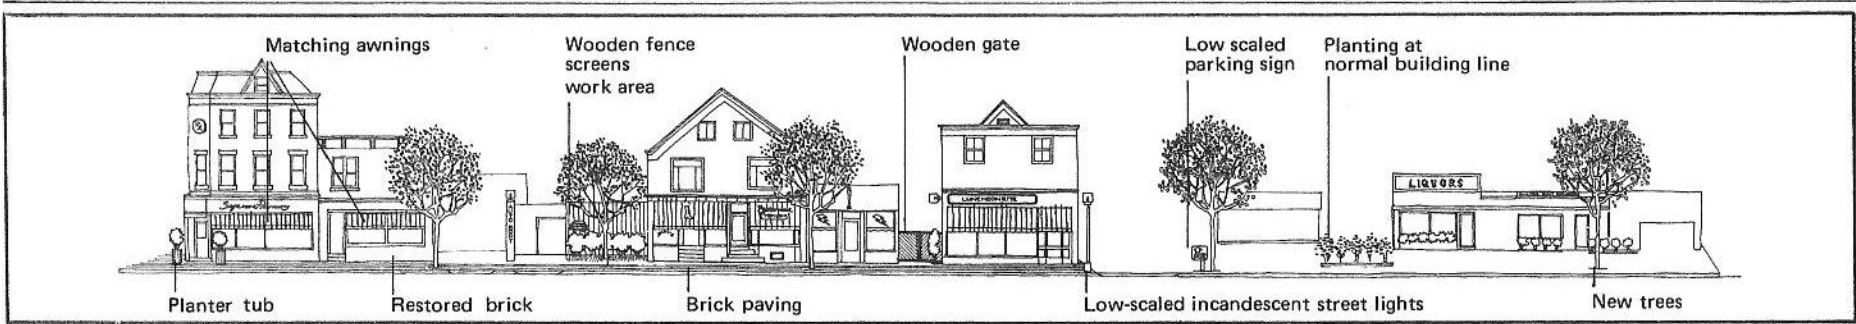 Matching awnings
Wooden fence
screens
work area
Wooden gate
Low scaled
parking sign
Planting at
normal building line
LIQUORS
LUNCHEONETTE
Planter tub
Restored brick
Brick paving
Low-scaled incandescent street lights
New trees